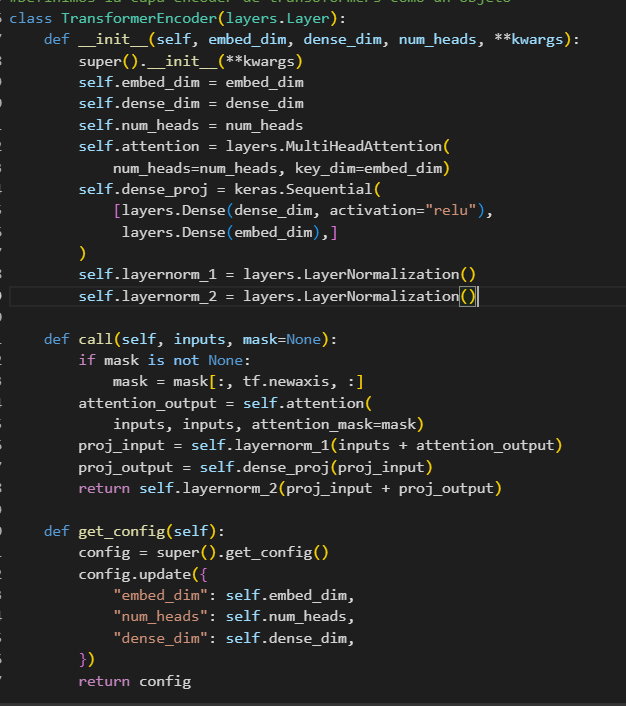 #Definimos la capa encoder de transformers como un objeto
class TransformerEncoder(layers.Layer):
    def __init__(self, embed_dim, dense_dim, num_heads, **kwargs):
        super().__init__(**kwargs)
        self.embed_dim = embed_dim
        self.dense_dim = dense_dim
        self.num_heads = num_heads
        self.attention = layers.MultiHeadAttention(
            num_heads=num_heads, key_dim=embed_dim)
        self.dense_proj = keras.Sequential(
            [layers.Dense(dense_dim, activation="relu"),
             layers.Dense(embed_dim),]
        )
        self.layernorm_1 = layers.LayerNormalization()
        self.layernorm_2 = layers.LayerNormalization()

    def call(self, inputs, mask=None):
        if mask is not None:
            mask = mask[:, tf.newaxis, :]
        attention_output = self.attention(
            inputs, inputs, attention_mask=mask)
        proj_input = self.layernorm_1(inputs + attention_output)
        proj_output = self.dense_proj(proj_input)
        return self.layernorm_2(proj_input + proj_output)

    def get_config(self):
        config = super().get_config()
        config.update({
            "embed_dim": self.embed_dim,
            "num_heads": self.num_heads,
            "dense_dim": self.dense_dim,
        })
        return config